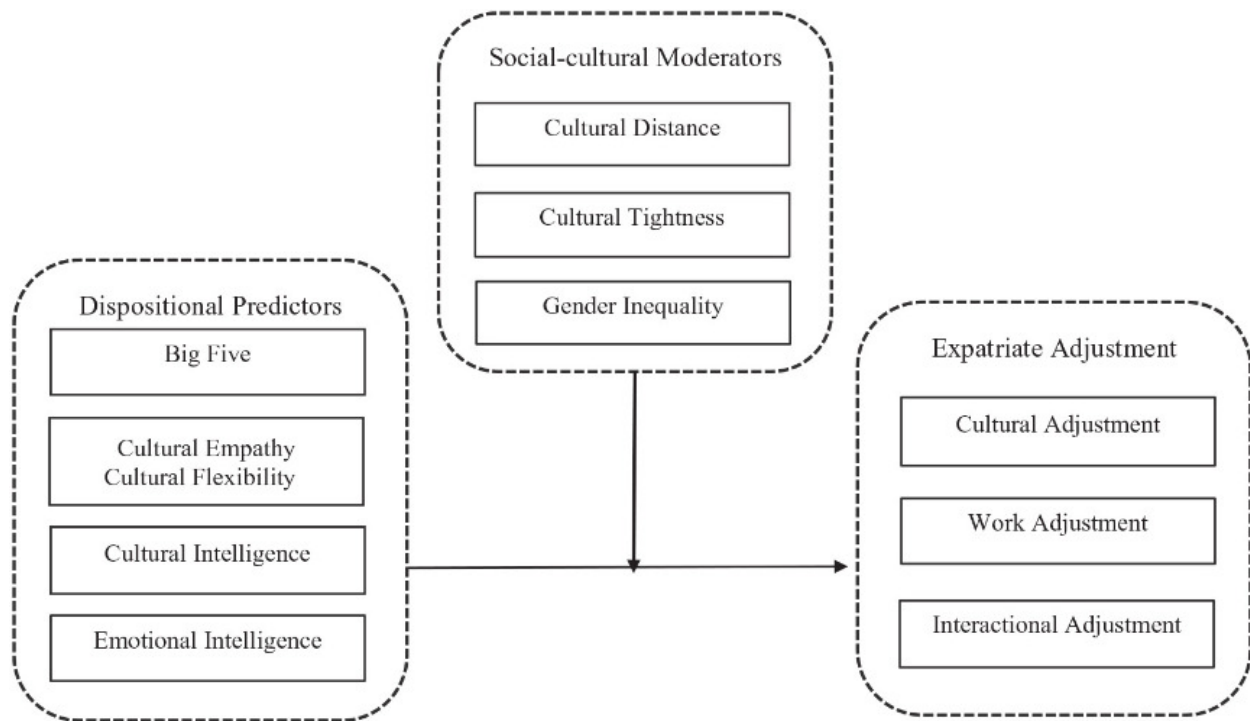 Social-cultural Moderators
Cultural Distance
Cultural Tightness
Gender Inequality
Dispositional Predictors
Big Five
Cultural Empathy
Cultural Flexibility
Cultural Intelligence
Emotional Intelligence
Expatriate Adjustment
Cultural Adjustment
Work Adjustment
Interactional Adjustment